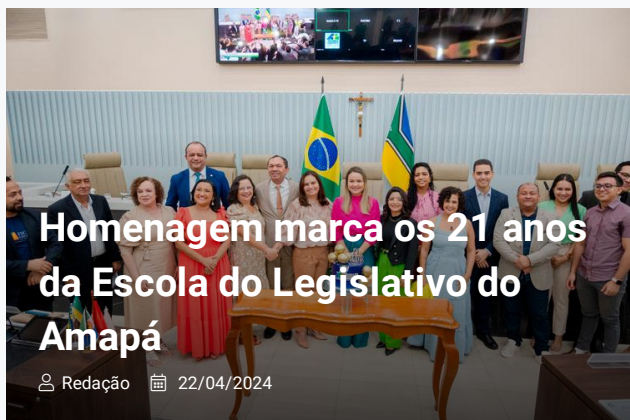 Homenagem marca os 21 anos
da Escola do Legislativo do
Amapá
Redação 22/04/2024